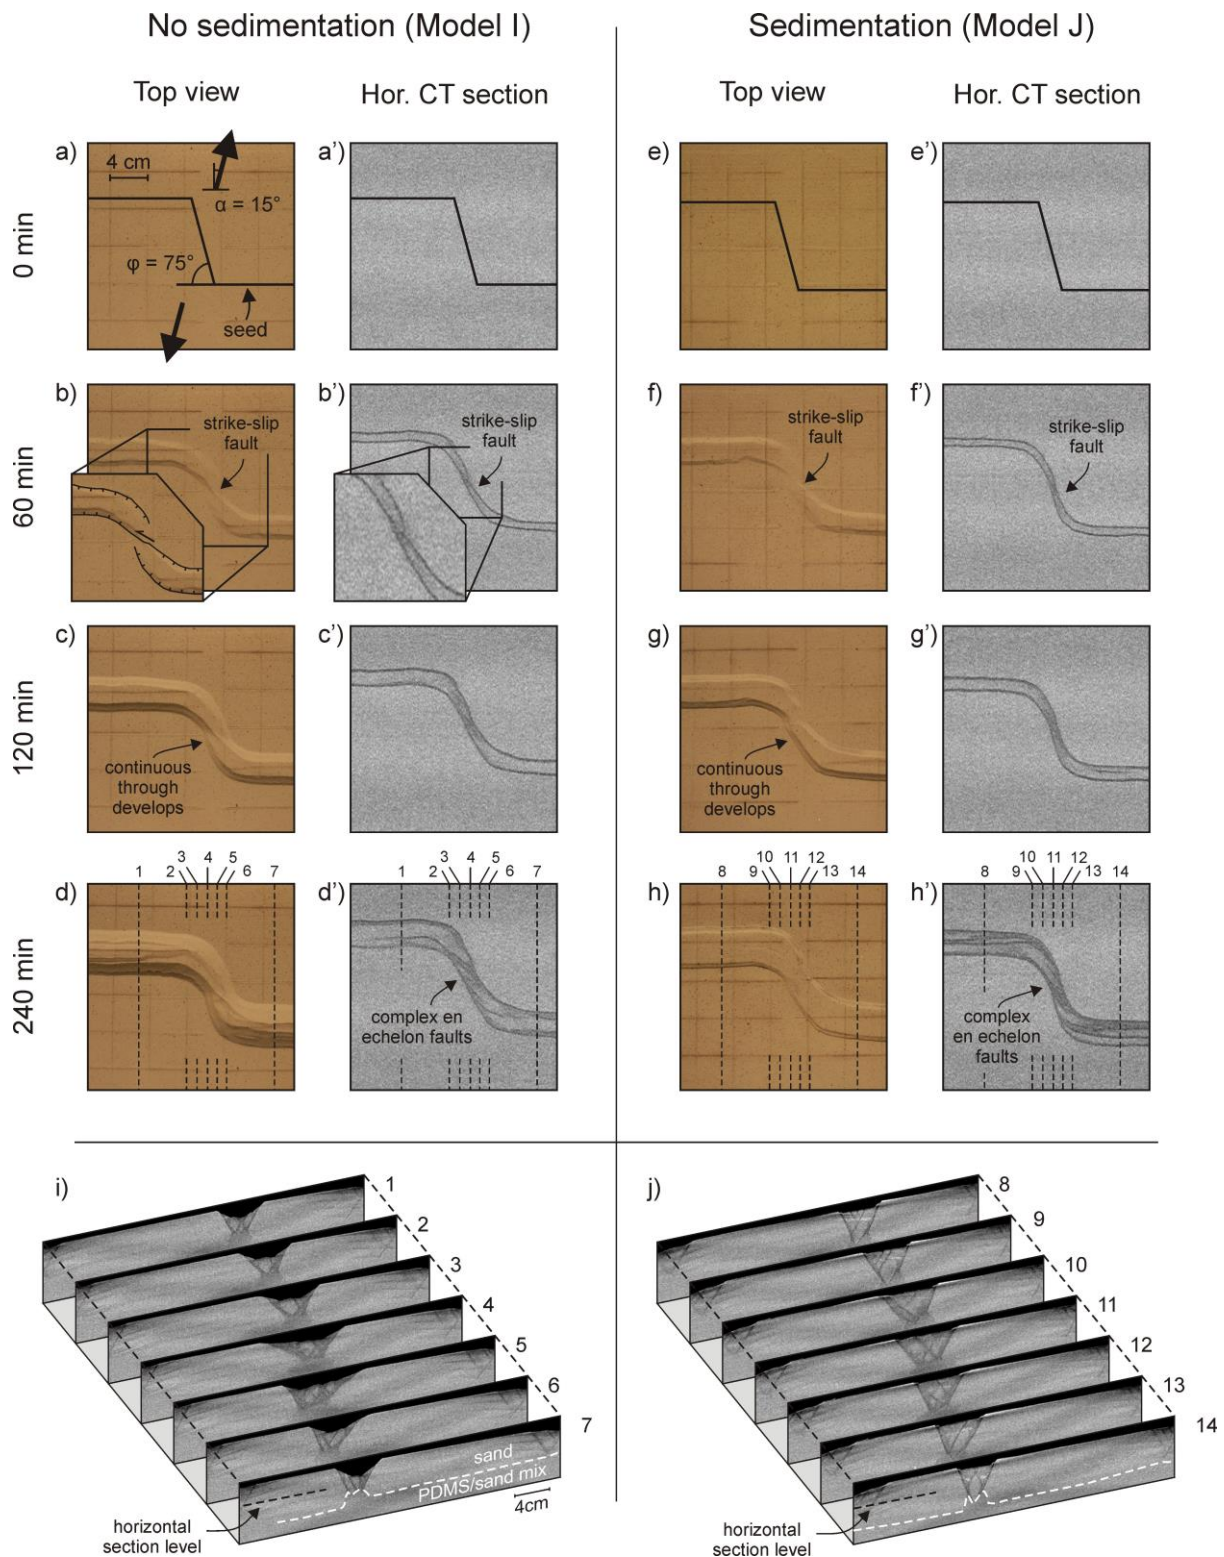 No sedimentation (Model I)
Sedimentation (Model J)
Top view
Hor. CT section
Top view
Hor. CT section
0 min
a)
4 cm
α = 15°
φ = 75°
seed
a')
e)
e')
60 min
b)
strike-slip
fault
b')
strike-slip
fault
f)
strike-slip
fault
f')
strike-slip
fault
120 min
c)
continuous
through
develops
c')
g)
continuous
through
develops
g')
240 min
d)
1 2 3 4 5 6 7
d')
1 2 3 4 5 6 7
complex en
echelon faults
h)
8 9 10 11 12 13 14
h')
8 9 10 11 12 13 14
complex
en echelon
faults
i)
1
2
3
4
5
6
7
sand
PDMS/sand mix
4cm
horizontal
section level
j)
8
9
10
11
12
13
14
horizontal
section level